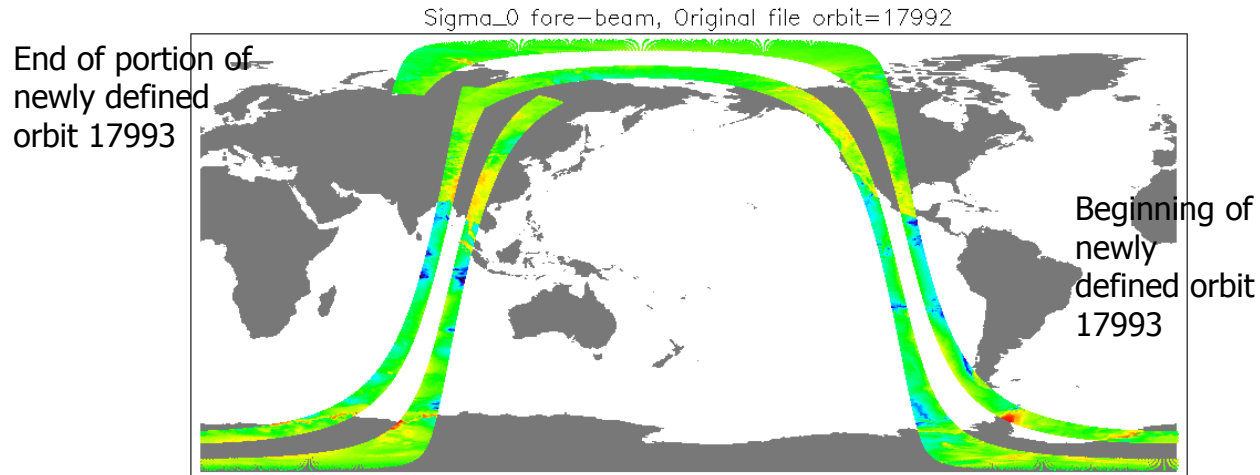 Sigma_0 fore-beam, Original file orbit=17992
End of portion of
newly defined
orbit 17993
Beginning of
newly
defined orbit
17993